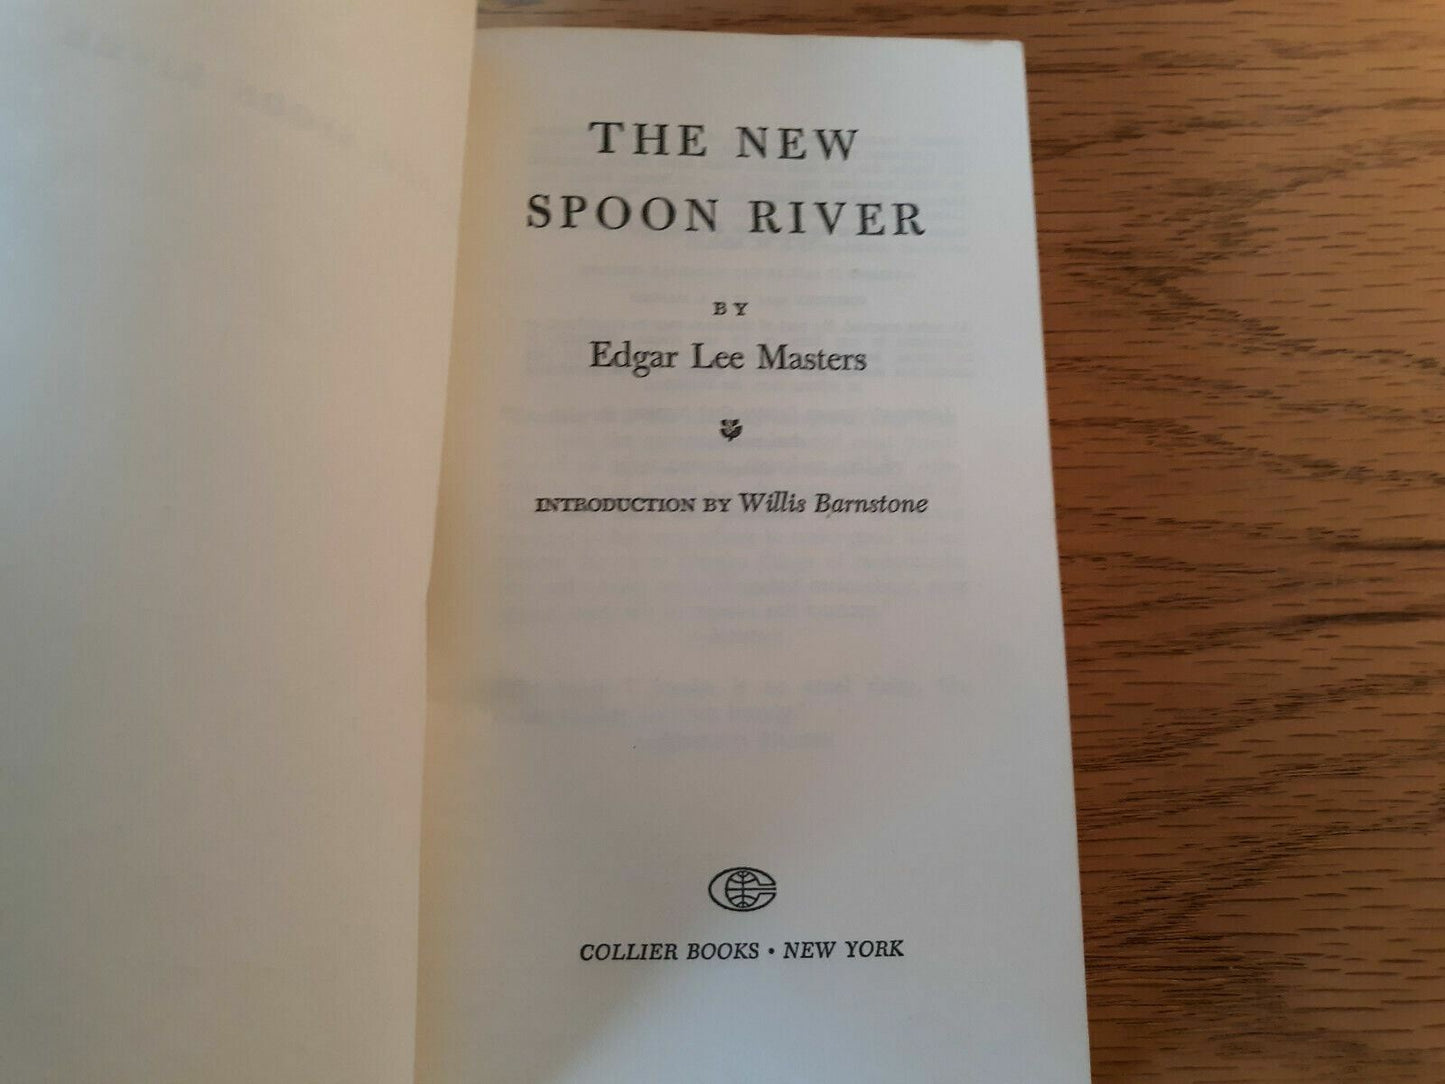 THE NEW
SPOON RIVER
BY
Edgar Lee Masters
INTRODUCTION BY Willis Barnstone
COLLIER BOOKS • NEW YORK